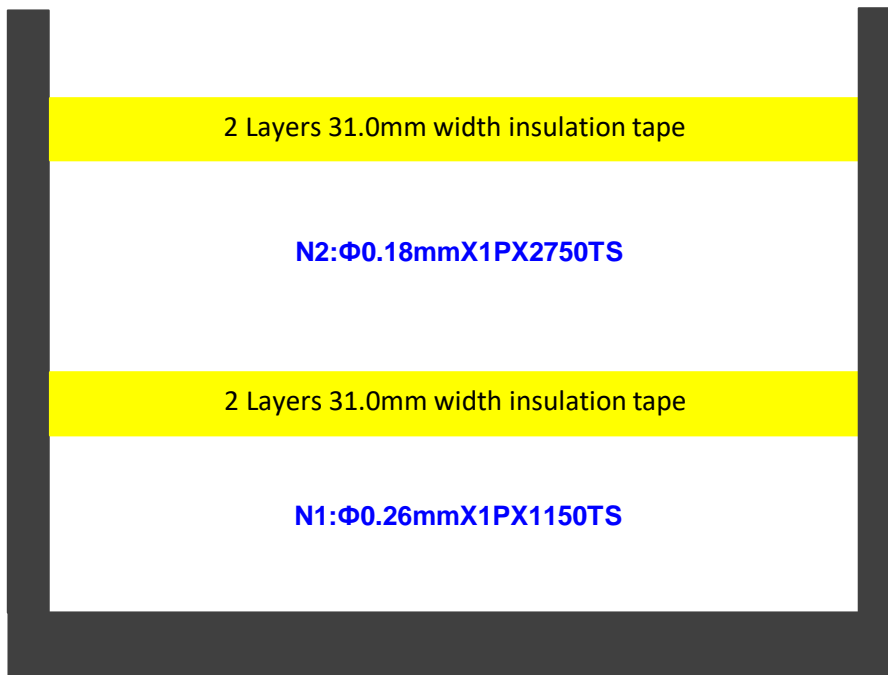 2 Layers 31.0mm width insulation tape
N2:Φ0.18mmX1PX2750TS
2 Layers 31.0mm width insulation tape
N1:Φ0.26mmX1PX1150TS